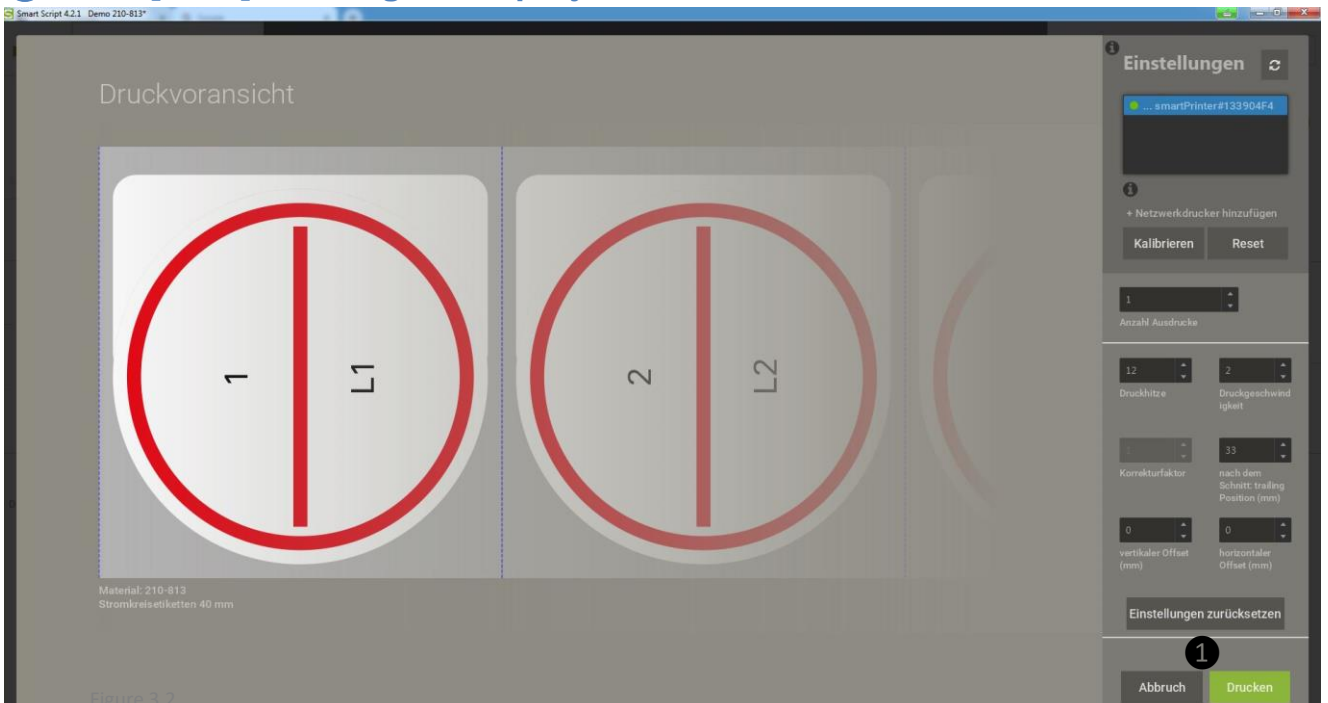 Smart Script 4.2.1 Demo 210-813*
Druckvoransicht
1
L1
2
L2
Material: 210-813
Stromkreisetiketten 40 mm
Figure 3.2
Einstellungen
... smartPrinter#133904F4
+ Netzwerkdrucker hinzufügen
Kalibrieren Reset
1
Anzahl Ausdrucke
12 2
Druckhitze Druckgeschwind
igkeit
33
Korrekturfaktor nach dem
Schnitt: trailing
Position (mm)
0 0
vertikaler Offset horizontaler
(mm) Offset (mm)
Einstellungen zurücksetzen
1
Abbruch Drucken